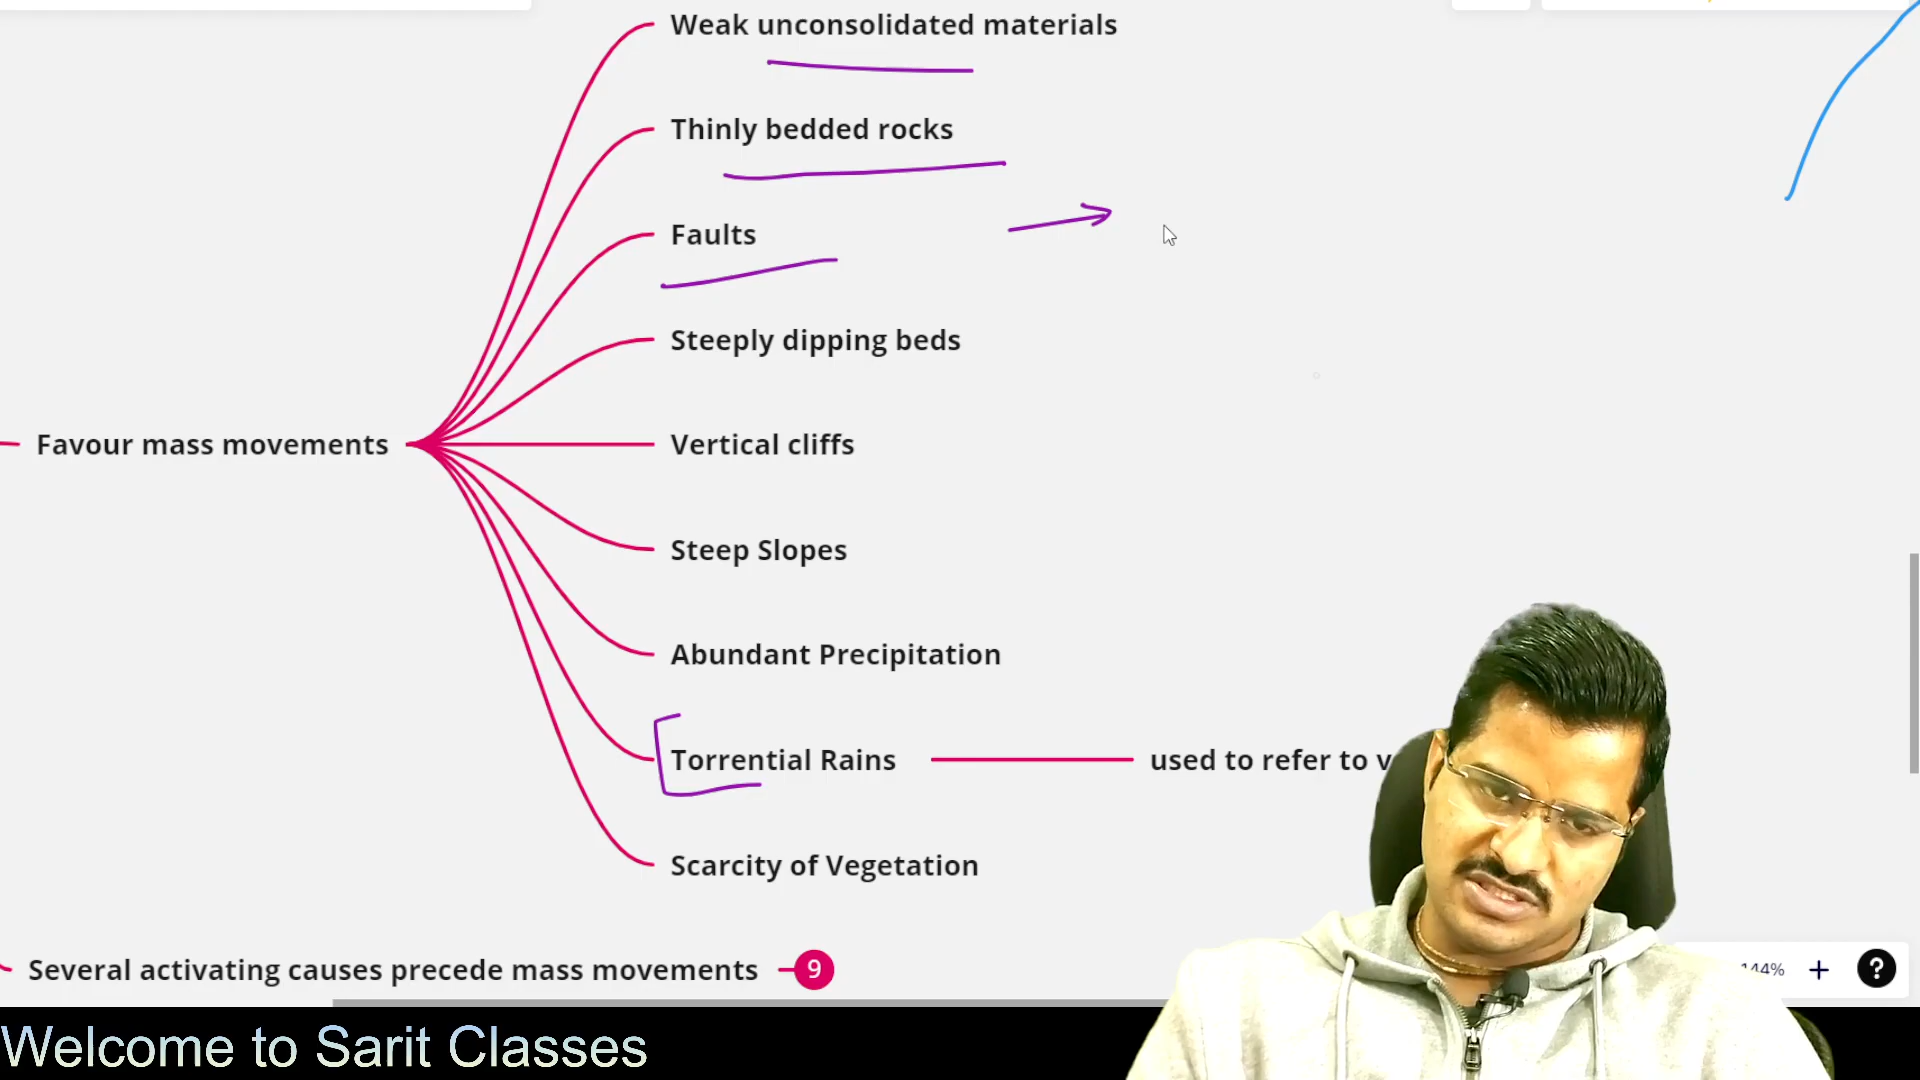 Weak unconsolidated materials
Thinly bedded rocks
Faults
Steeply dipping beds
Favour mass movements
Vertical cliffs
Steep Slopes
Abundant Precipitation
Torrential Rains
used to refer to
Scarcity of Vegetation
Several activating causes precede mass movements
9
144%
+
?
Welcome to Sarit Classes